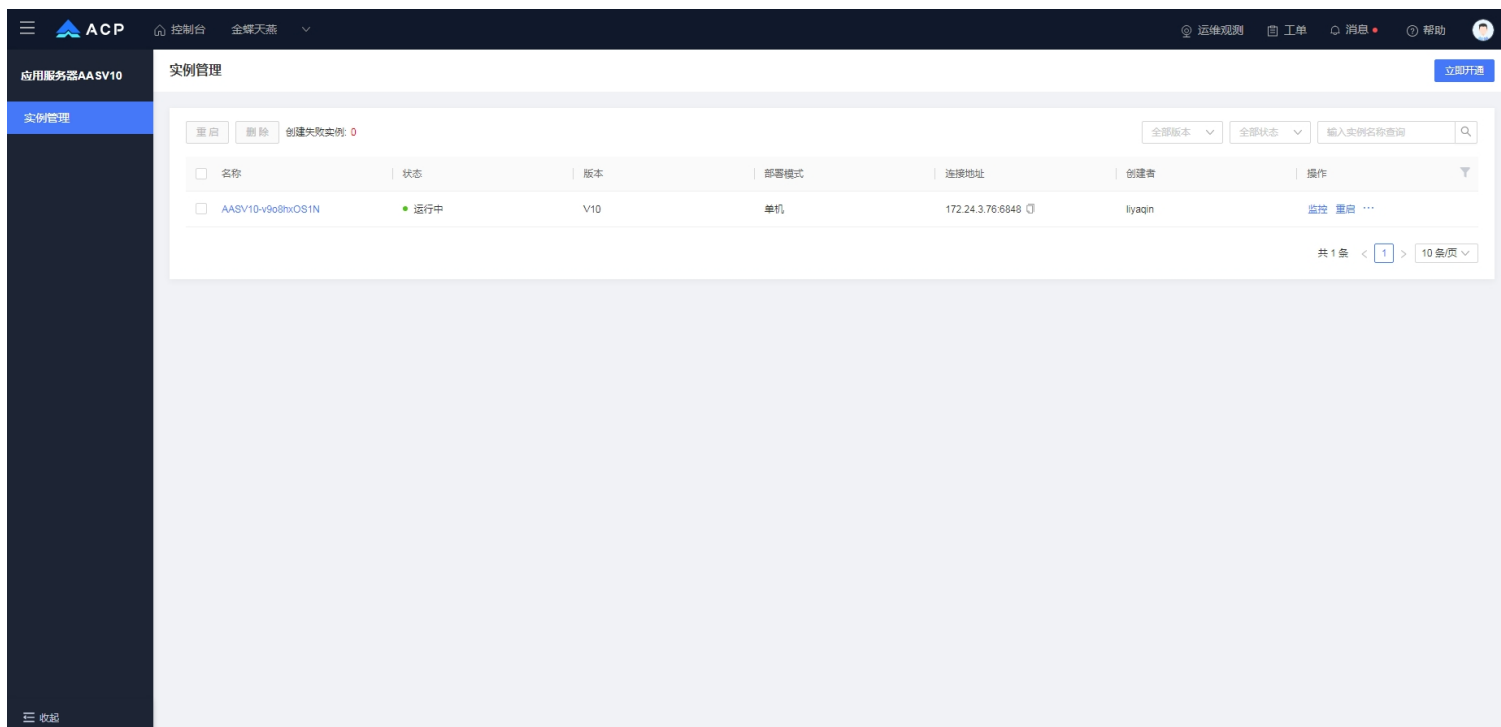 ACP 控制台 金蝶天燕 运维观测 工单 消息 帮助
应用服务器AASV10 实例管理 立即开通
实例管理
重启 删除 创建失败实例: 0 全部版本 全部状态 输入实例名称查询
名称 状态 版本 部署模式 连接地址 创建者 操作
AASV10-v9o8hxOS1N 运行中 V10 单机 172.24.3.76:6848 liyaqin 监控 重启 ···
共 1 条 < 1 > 10 条/页
收起